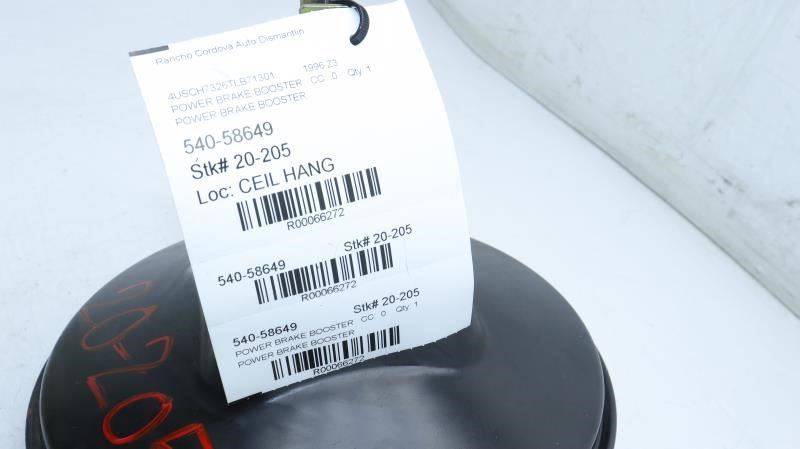 Rancho Cordova Auto Dismantlin
4USCH7326TLB71301 1996 Z3
POWER BRAKE BOOSTER CC 0 Qty 1
POWER BRAKE BOOSTER
540-58649
Stk# 20-205
Loc: CEIL HANG
R00066272
540-58649 Stk# 20-205
R00066272
540-58649 Stk# 20-205
POWER BRAKE BOOSTER CC 0 Qty 1
POWER BRAKE BOOSTER
R00066272
20-205